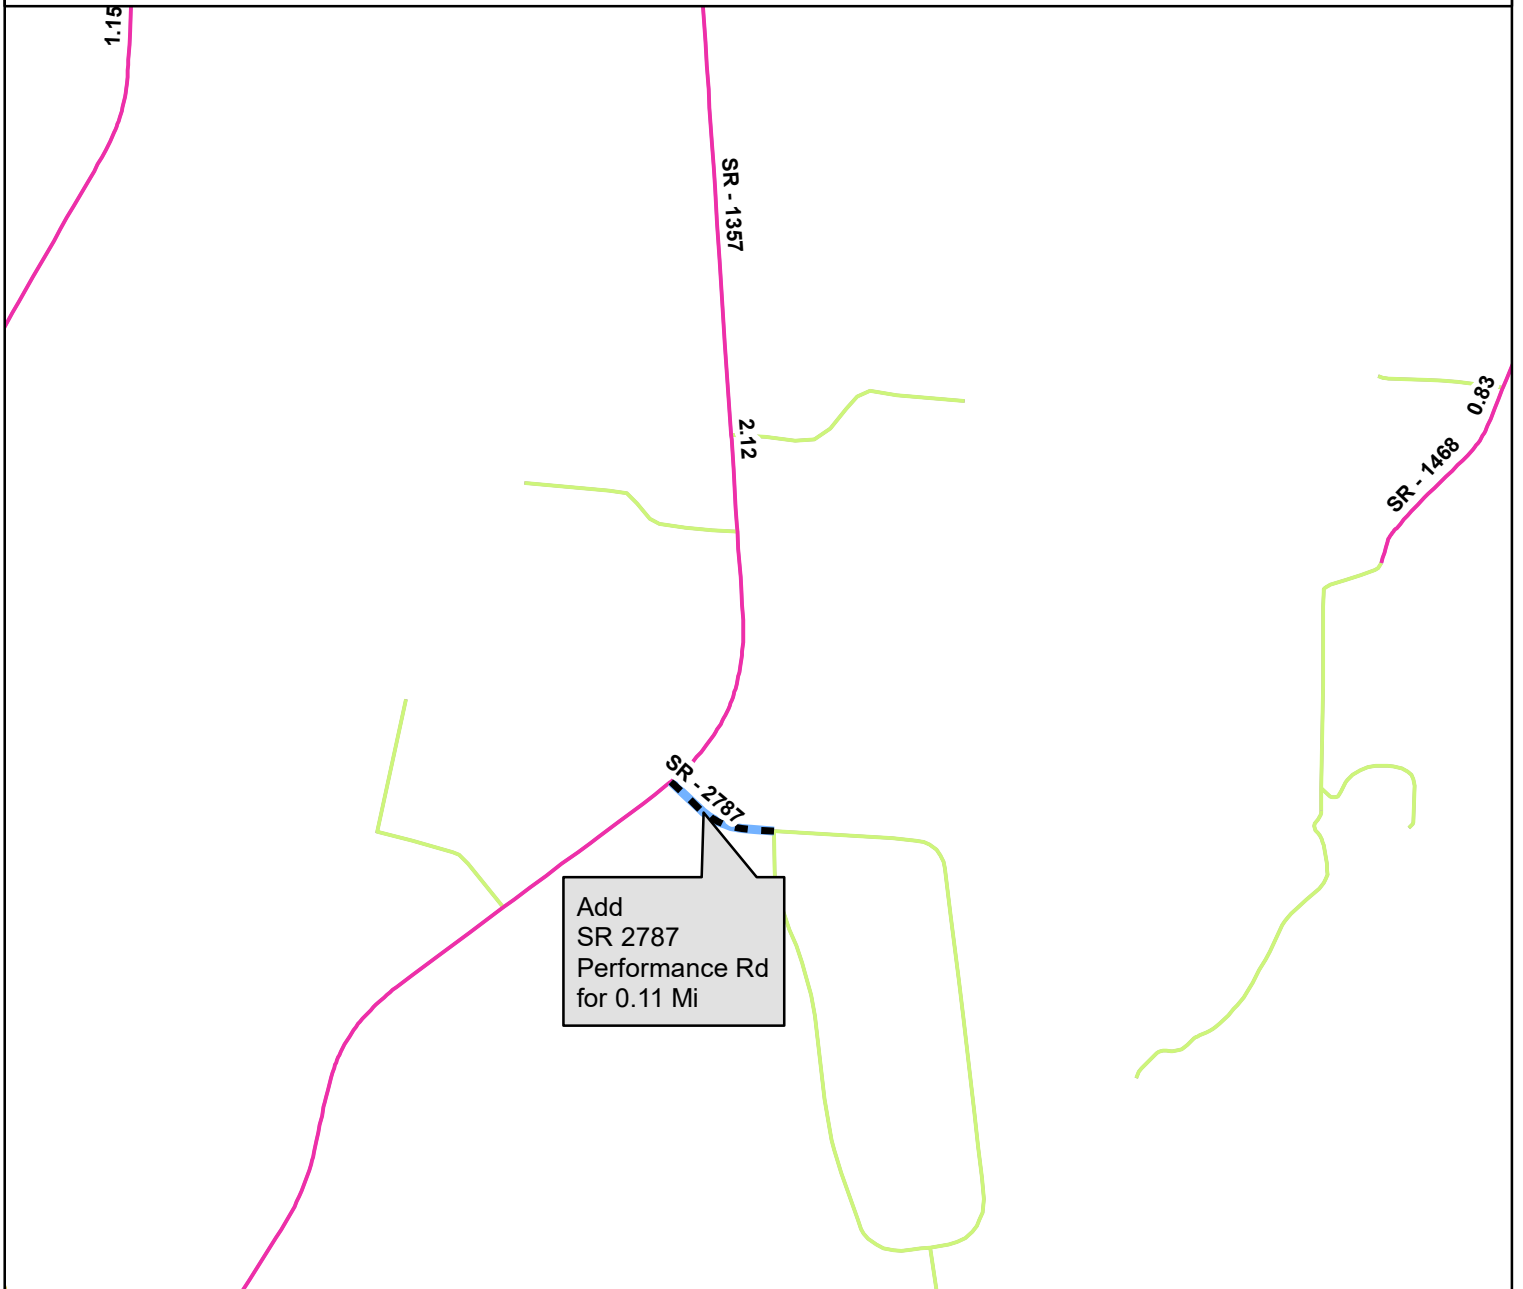 1.15
SR - 1357
0.83
2.12
SR - 1468
SR - 2787
Add
SR 2787
Performance Rd
for 0.11 Mi